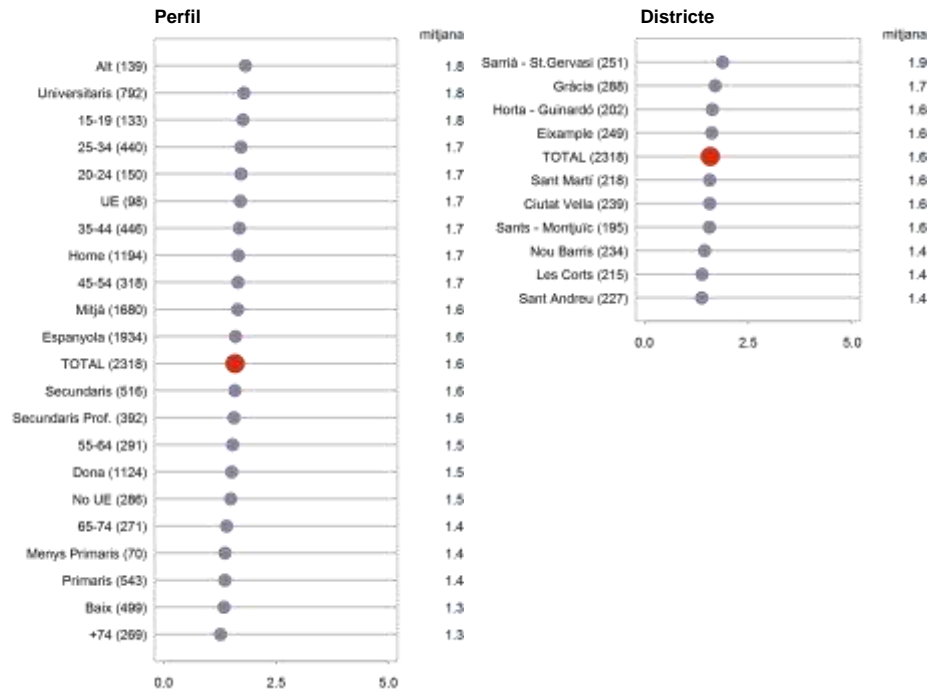 Perfil
mitjana
Alt (139) 1.8
Universitaris (792) 1.8
15-19 (133) 1.8
25-34 (440) 1.7
20-24 (150) 1.7
UE (98) 1.7
35-44 (446) 1.7
Home (1194) 1.7
45-54 (318) 1.7
Mitjà (1680) 1.6
Espanyola (1934) 1.6
TOTAL (2318) 1.6
Secundaris (516) 1.6
Secundaris Prof. (392) 1.6
55-64 (291) 1.5
Dona (1124) 1.5
No UE (286) 1.5
65-74 (271) 1.4
Menys Primaris (70) 1.4
Primaris (543) 1.4
Baix (499) 1.3
+74 (269) 1.3
0.0 2.5 5.0
Districte
mitjana
Sarrià - St.Gervasi (251) 1.9
Gràcia (288) 1.7
Horta - Guinardó (202) 1.6
Eixample (249) 1.6
TOTAL (2318) 1.6
Sant Martí (218) 1.6
Ciutat Vella (239) 1.6
Sants - Montjuïc (195) 1.6
Nou Barris (234) 1.4
Les Corts (215) 1.4
Sant Andreu (227) 1.4
0.0 2.5 5.0